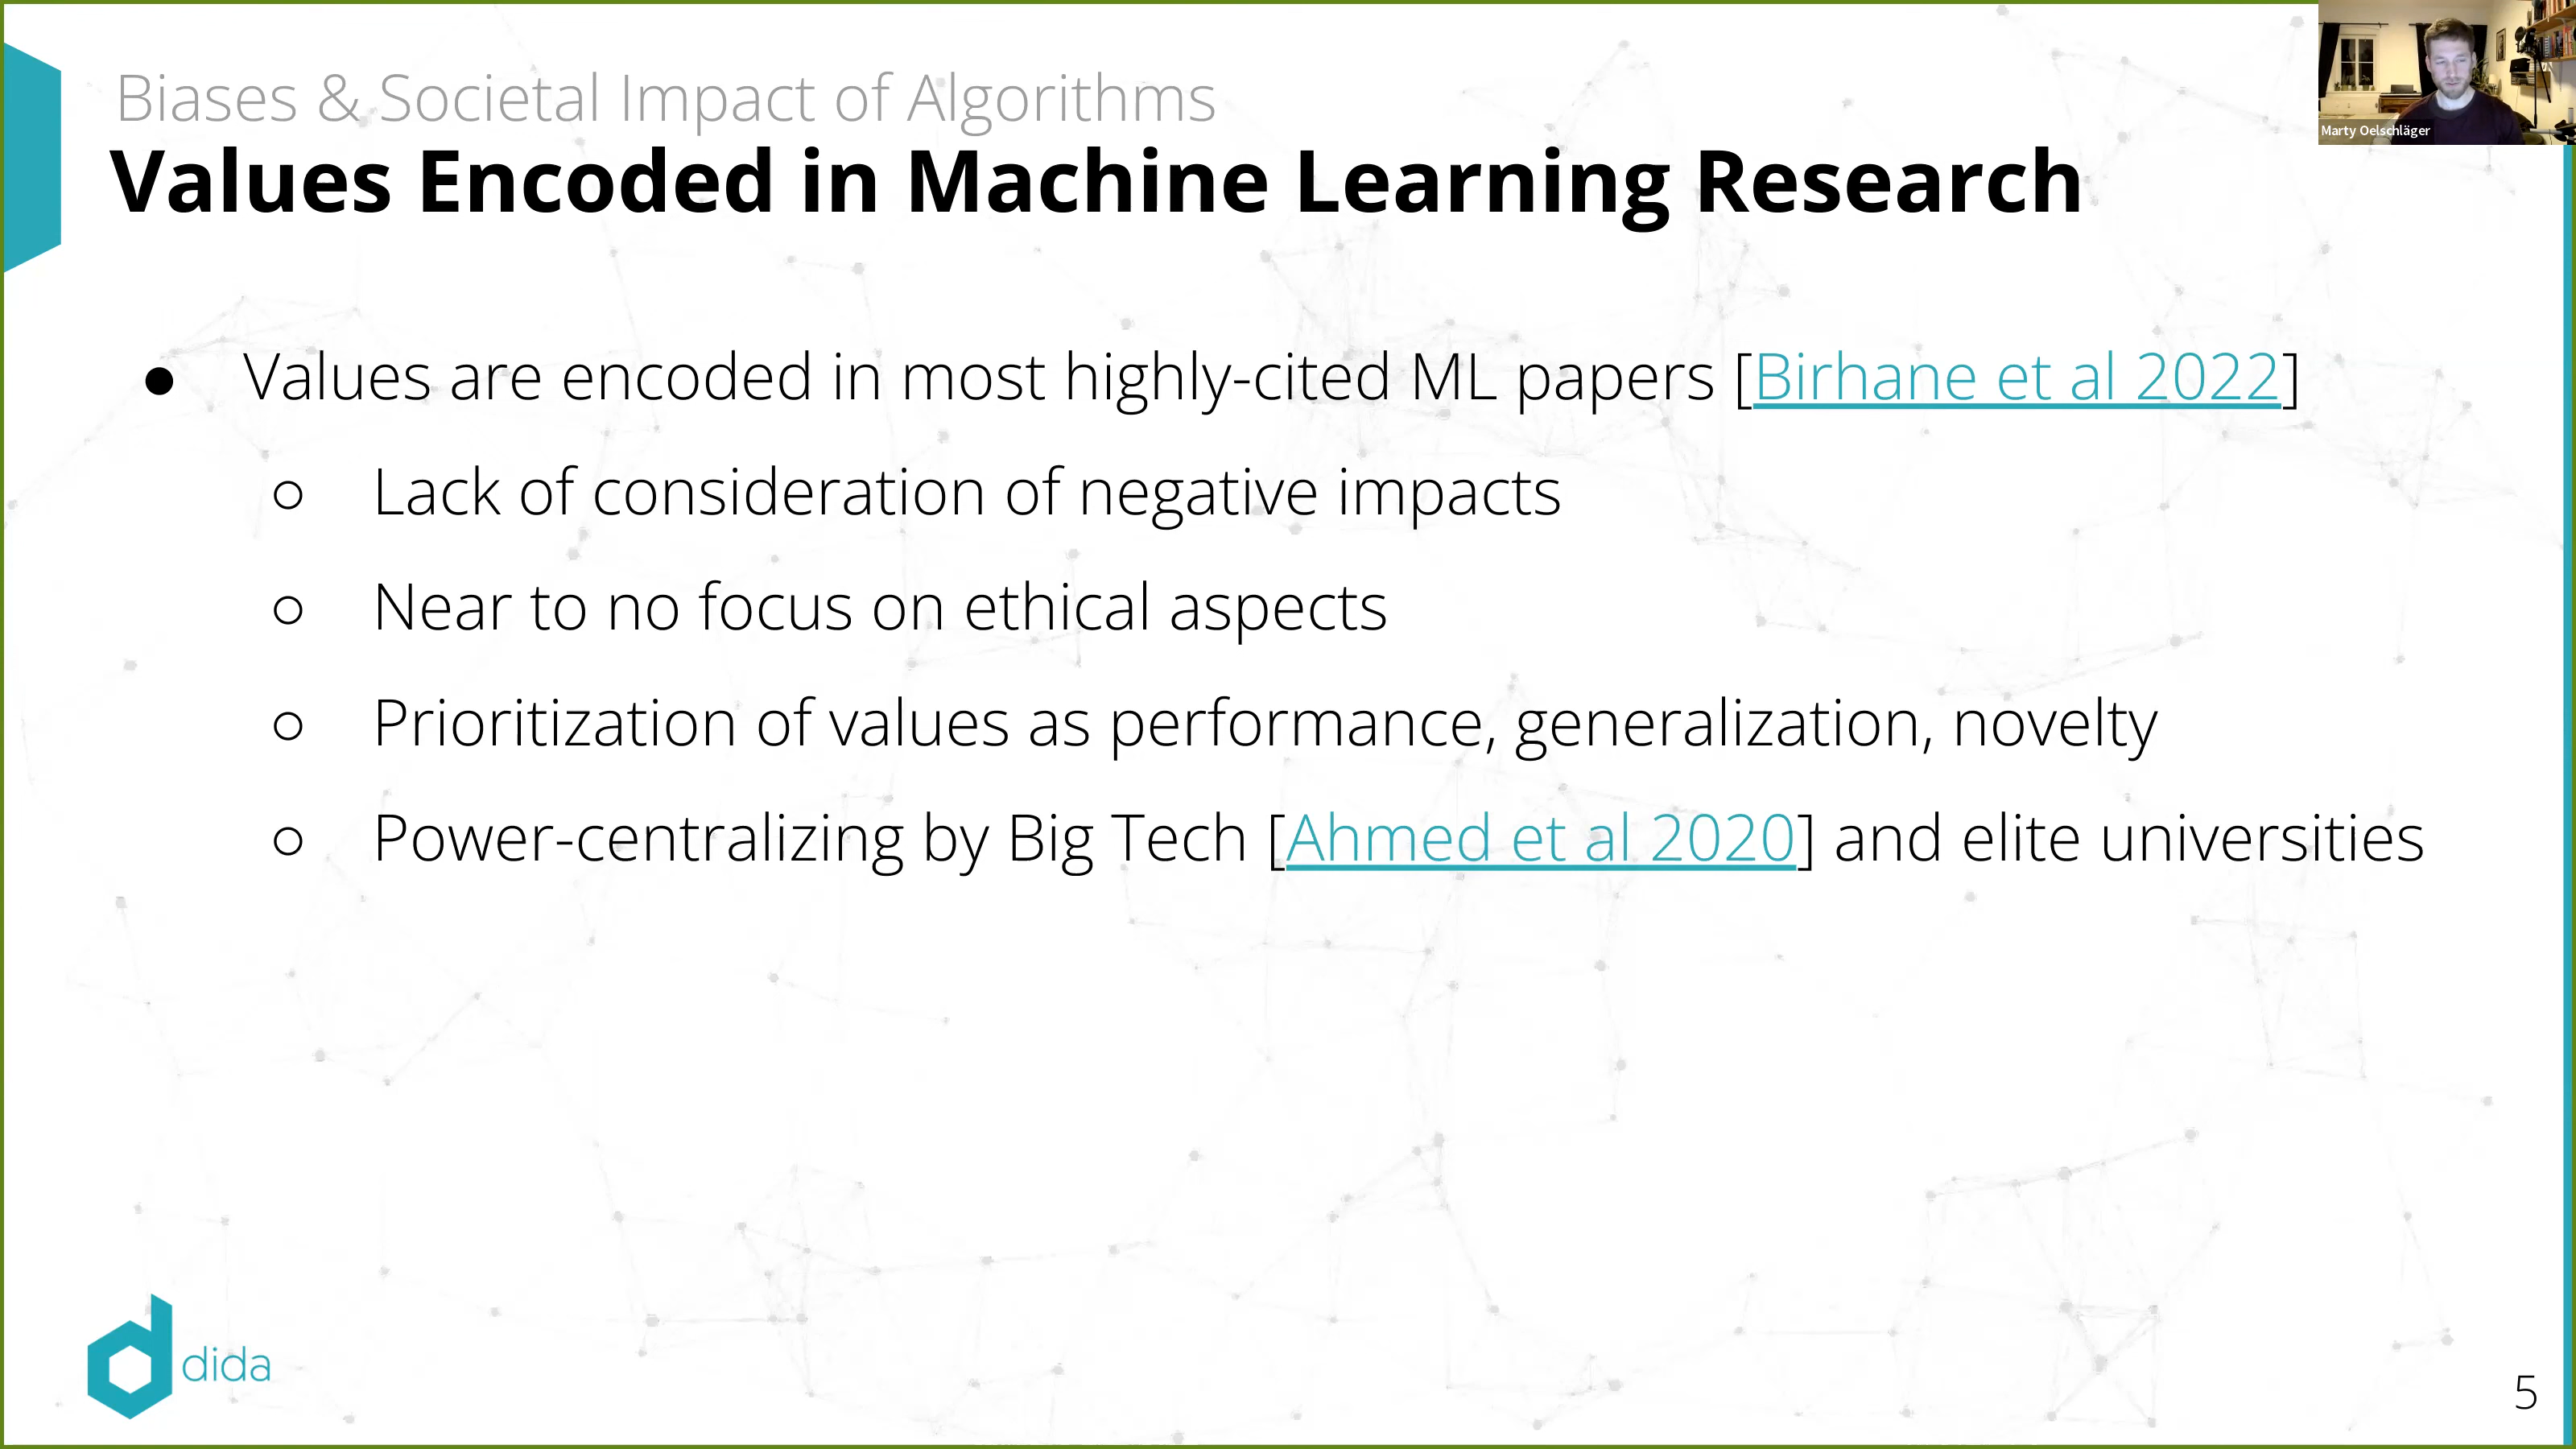 Biases & Societal Impact of Algorithms
Values Encoded in Machine Learning Research
Marty Oelschläger
● Values are encoded in most highly-cited ML papers [Birhane et al 2022]
○ Lack of consideration of negative impacts
○ Near to no focus on ethical aspects
○ Prioritization of values as performance, generalization, novelty
○ Power-centralizing by Big Tech [Ahmed et al 2020] and elite universities
dida
5